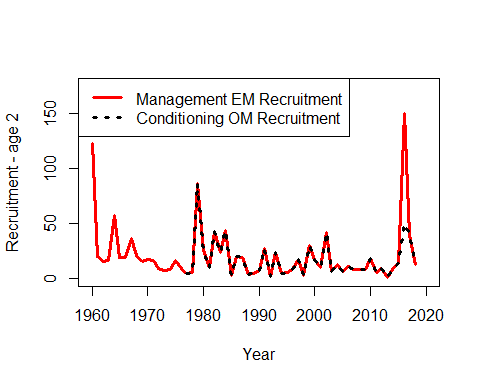 Management EM Recruitment
Conditioning OM Recruitment
Recruitment - age 2
150
100
50
0
1960 1970 1980 1990 2000 2010 2020
Year